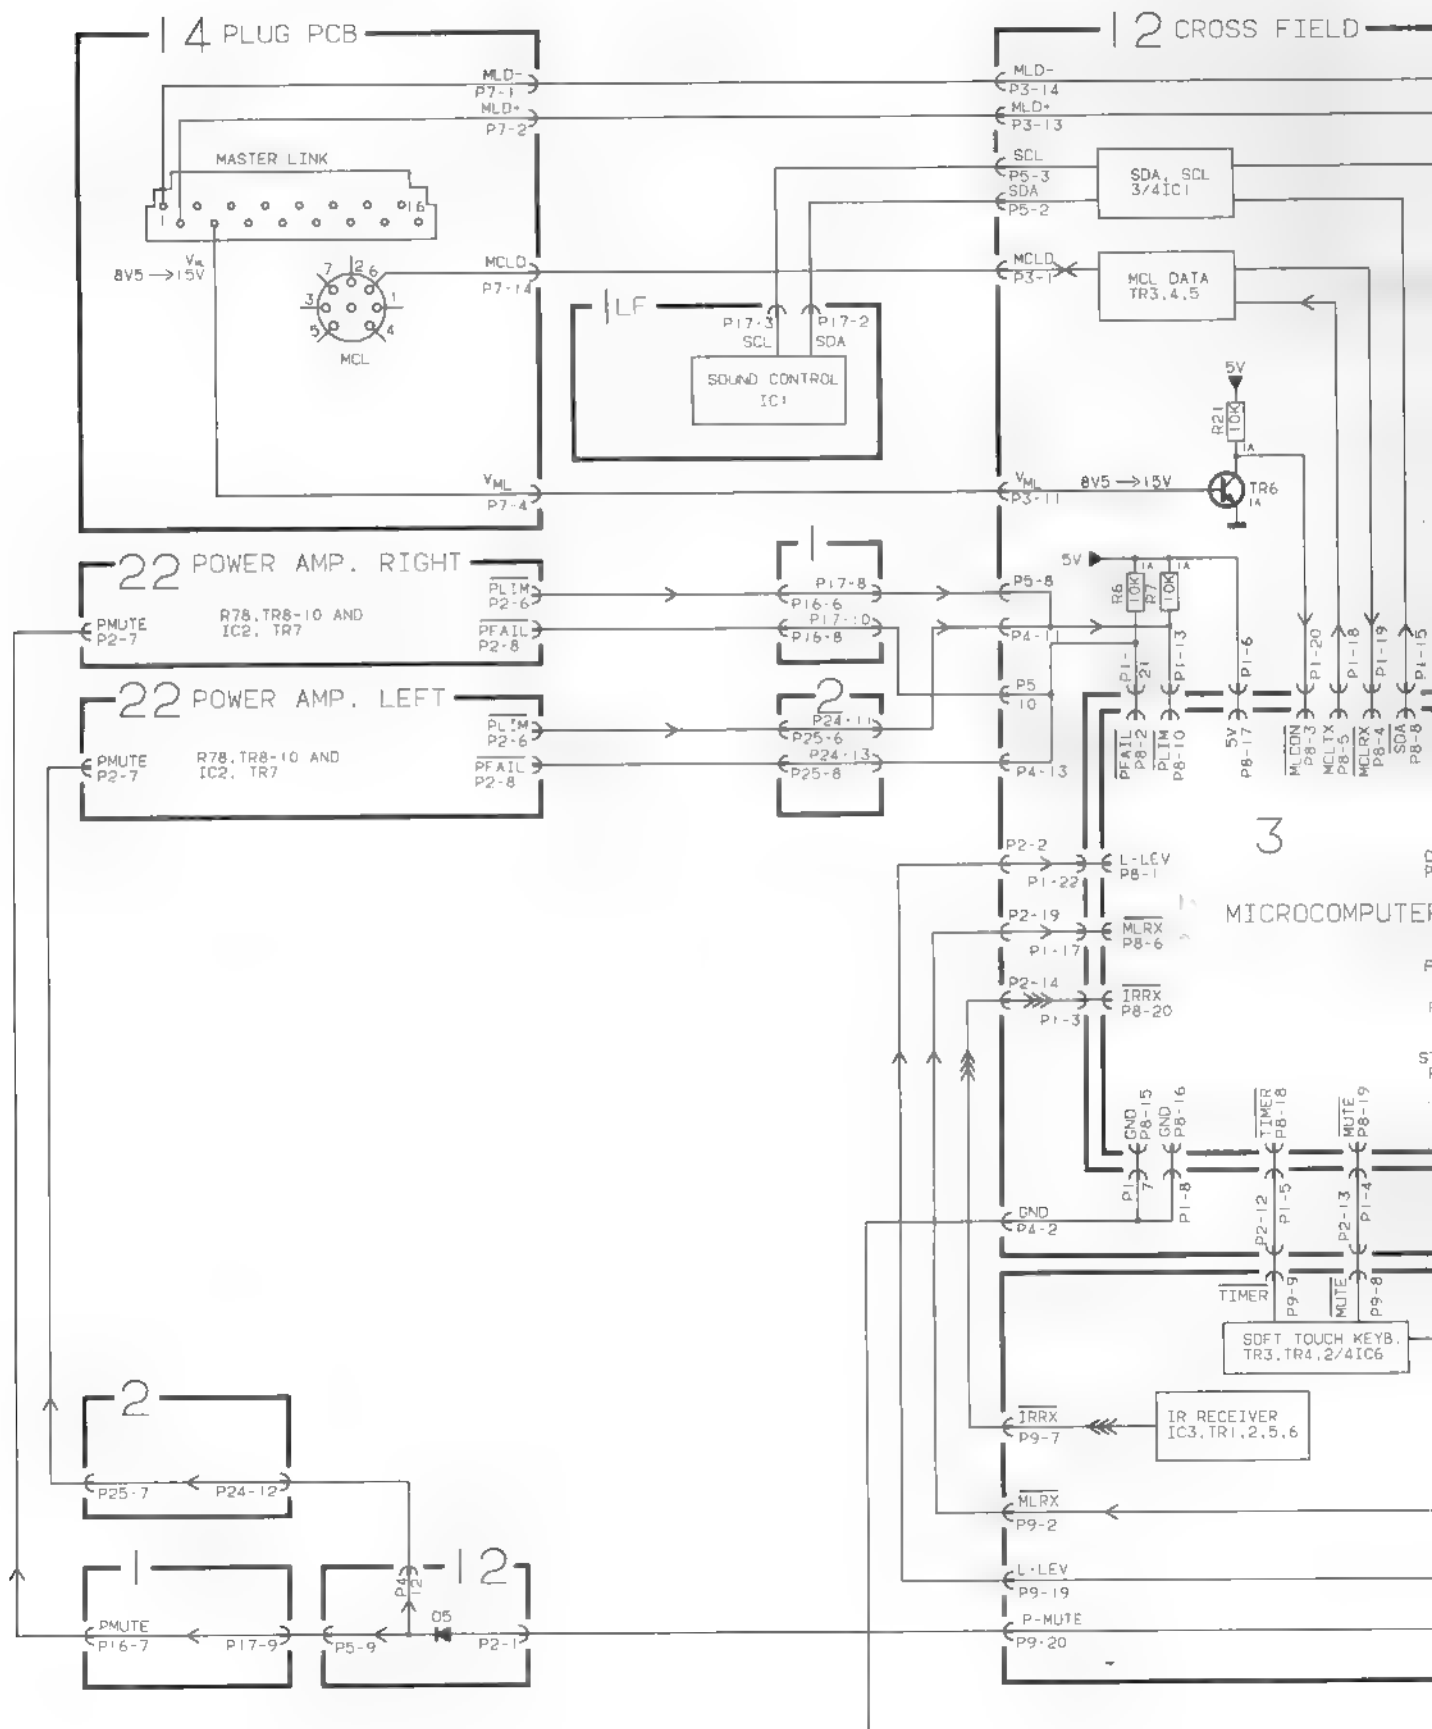 14 PLUG PCB
MLD-
P7-1
MLD+
P7-2
MASTER LINK
1
16
VML
8V5→15V
7
2
6
3
1
5
4
MCL
MCLD
P7-14
VML
P7-4
1LF
P17-3
P17-2
SCL
SDA
SOUND CONTROL
IC1
12 CROSS FIELD
MLD-
P3-14
MLD+
P3-13
SCL
P5-3
SDA
P5-2
SDA, SCL
3/4IC1
MCLD
P3-1
MCL DATA
TR3,4,5
5V
R21
10K
1A
TR6
1A
VML
P3-11
8V5→15V
22 POWER AMP. RIGHT
R78,TR8-10 AND
IC2, TR7
PMUTE
P2-7
PLIM
P2-6
PFAIL
P2-8
1
P17-8
P16-6
P17-10
P16-8
22 POWER AMP. LEFT
R78,TR8-10 AND
IC2, TR7
PMUTE
P2-7
PLIM
P2-6
PFAIL
P2-8
2
P24-11
P25-6
P24-13
P25-8
P5-8
P4-11
P5
10
P4-13
5V
R6
10K
1A
R7
10K
1A
P1-
21
P1-13
P1-6
P1-20
P1-18
P1-19
P1-15
PFAIL
P8-2
PLIM
P8-10
5V
P8-17
MLCON
P8-3
MCLTX
P8-5
MCLRX
P8-4
SDA
P8-8
3
MICROCOMPUTER
P2-2
P1-22
L-LEV
P8-1
P2-19
P1-17
MLRX
P8-6
P2-14
P1-3
IRRX
P8-20
GND
P8-15
GND
P8-16
TIMER
P8-18
MUTE
P8-19
P1
7
P1-8
P2-12
P1-5
P2-13
P1-4
GND
P4-2
TIMER
P9-9
MUTE
P9-8
SOFT TOUCH KEYB.
TR3,TR4,2/4IC6
IRRX
P9-7
IR RECEIVER
IC3,TR1,2,5,6
MLRX
P9-2
L-LEV
P9-19
P-MUTE
P9-20
2
P25-7
P24-12
1
PMUTE
P16-7
P17-9
12
P4
12
D5
P5-9
P2-1